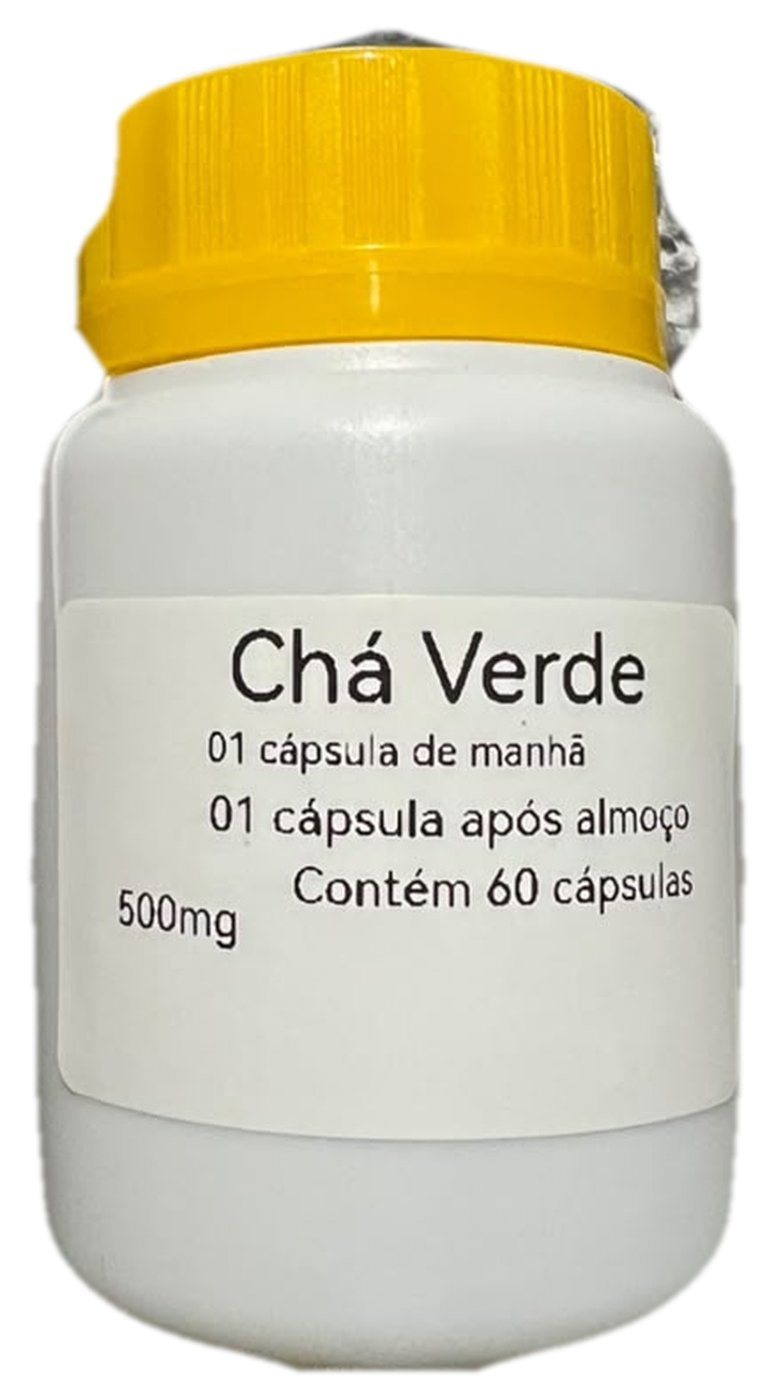 Chá Verde
01 cápsula de manhã
01 cápsula após almoço
Contém 60 cápsulas
500mg